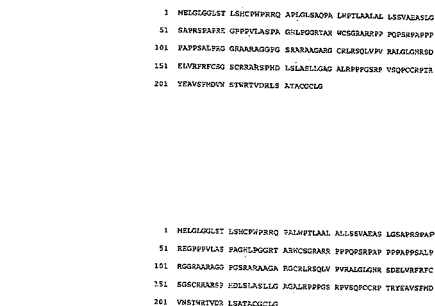 1 MELGLGGLST LSHCPWPRRQ APLGLSAQPA LWPTLAALAL LSSVAEASLG
51 SAPRSPAPRE GPPPVLASPA GHLPGGRTAR WCSGRARRPP PQPSRPAPPP
101 PAPPSALPRG GRAARAGGPG SRARAAGARG CRLRSQLVPV RALGLGHRSD
151 ELVRFRFCSG SCRRARSPHD LSLASLLGAG ALRPPPGSRP VSQPCCRPTR
201 YEAVSFMDVN STWRTVDRLS ATACGCLG
1 MELGLGGLST LSHCPWPRRQ PALWPTLAAL ALLSSVAEAS LGSAPRSPAP
51 REGPPPVLAS PAGHLPGGRT ARWCSGRARR PPPQPSRPAP PPPAPPSALP
101 RGGRAARAGG PGSRARAAGA RGCRLRSQLV PVRALGLGHR SDELVRFRFC
151 SGSCRRARSP HDLSLASLLG AGALRPPPGS RPVSQPCCRP TRYEAVSFMD
201 VNSTWRTVDR LSATACGCLG